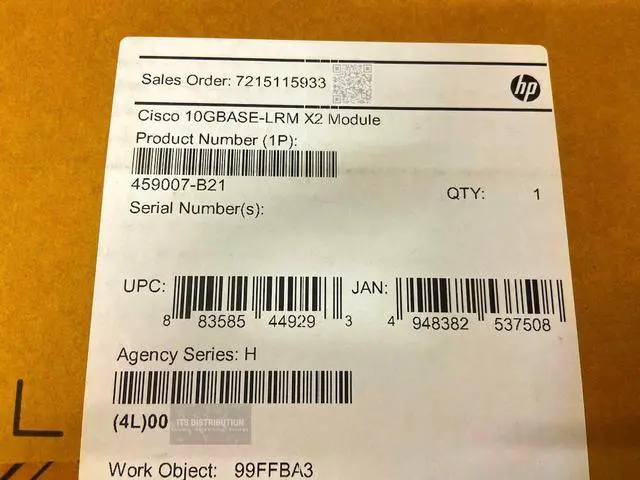 Sales Order: 7215115933
hp
Cisco 10GBASE-LRM X2 Module
Product Number (1P):
459007-B21
QTY: 1
Serial Number(s):
UPC: 8 83585 44929 3 JAN: 4 948382 537508
Agency Series: H
(4L)00
ITS DISTRIBUTION
Work Object: 99FFBA3
L